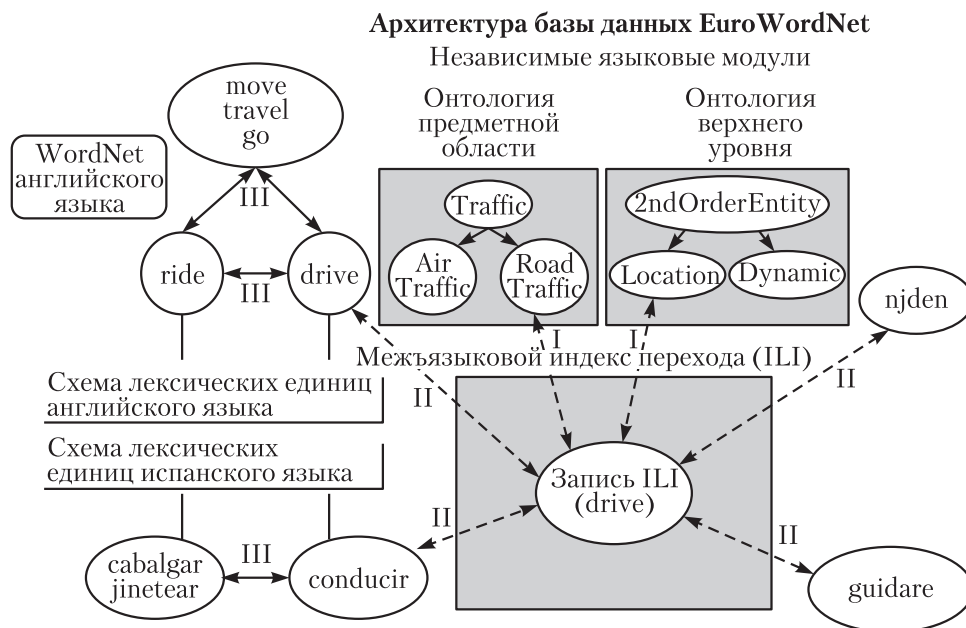 Архитектура базы данных EuroWordNet
Независимые языковые модули
move
travel
go
Онтология
предметной
области
Онтология
верхнего
уровня
WordNet
английского
языка
III
Traffic
Air
Traffic
Road
Traffic
2ndOrderEntity
Location
Dynamic
ride
III
drive
njden
I
I
Межъязыковой индекс перехода (ILI)
II
II
Схема лексических единиц
английского языка
Схема лексических
единиц испанского языка
Запись ILI
(drive)
II
II
cabalgar
jinetear
III
conducir
guidare